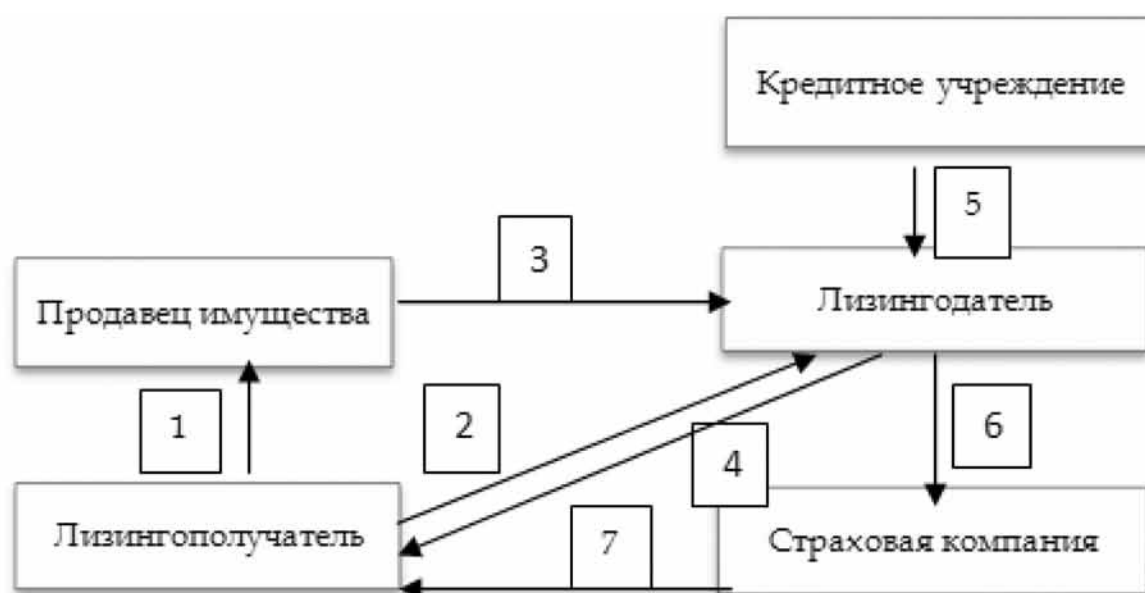 Кредитное учреждение
5
3
Продавец имущества
Лизингодатель
1
2
6
4
Лизингополучатель
7
Страховая компания